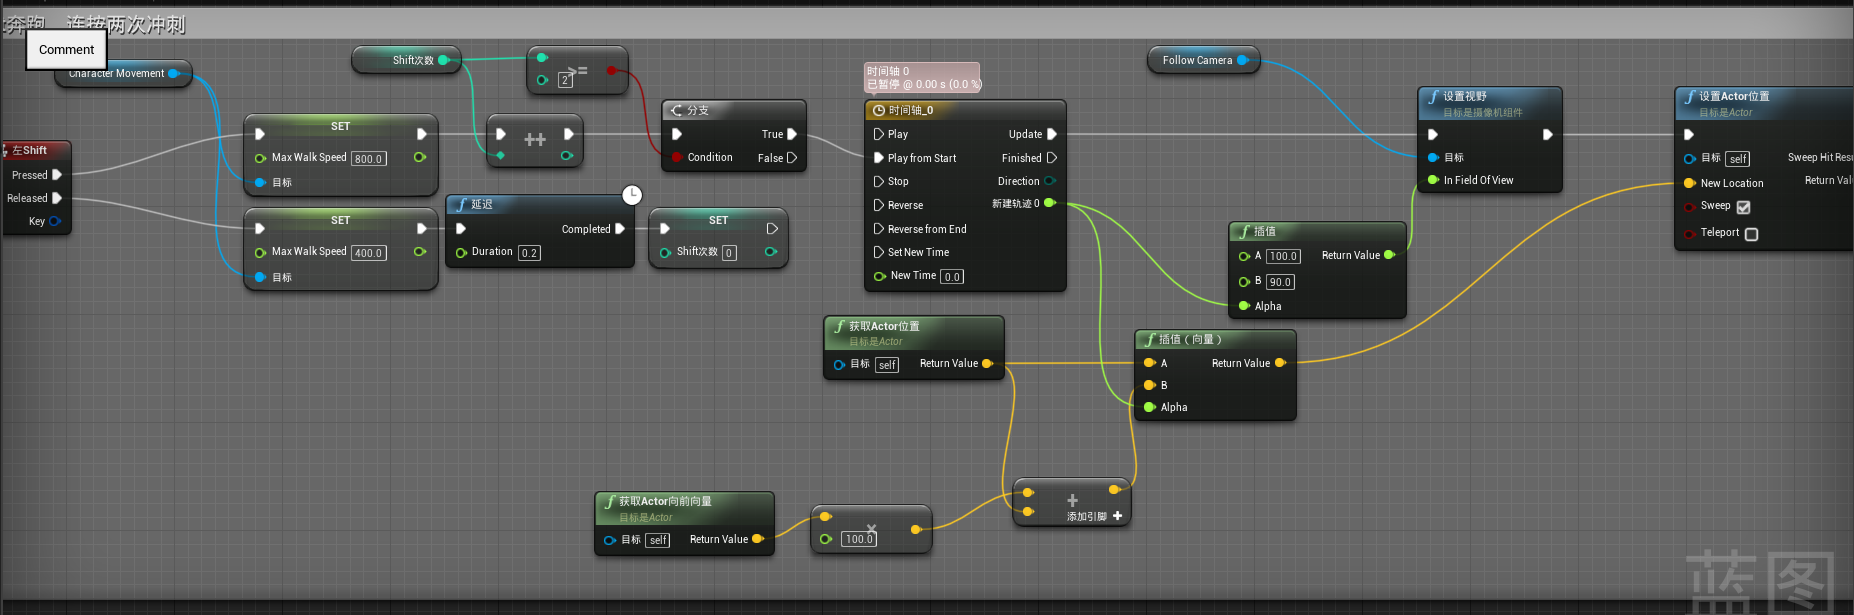 奔跑，连按两次冲刺
Comment
Character Movement
左Shift
Pressed
Released
Key
SET
Max Walk Speed 800.0
目标
SET
Max Walk Speed 400.0
目标
Shift次数
>=
2
++
延迟
Completed
Duration 0.2
SET
Shift次数 0
分支
True
Condition False
时间轴 0
已暂停 @ 0.00 s (0.0 %)
时间轴_0
Play Update
Play from Start Finished
Stop Direction
Reverse 新建轨迹 0
Reverse from End
Set New Time
New Time 0.0
Follow Camera
设置视野
目标是摄像机组件
目标
In Field Of View
设置Actor位置
目标是Actor
目标 self Sweep Hit Res
New Location Return Val
Sweep
Teleport
插值
A 100.0 Return Value
B 90.0
Alpha
获取Actor位置
目标是Actor
目标 self Return Value
插值（向量）
A Return Value
B
Alpha
获取Actor向前向量
目标是Actor
目标 self Return Value
×
100.0
+
添加引脚 +
蓝图